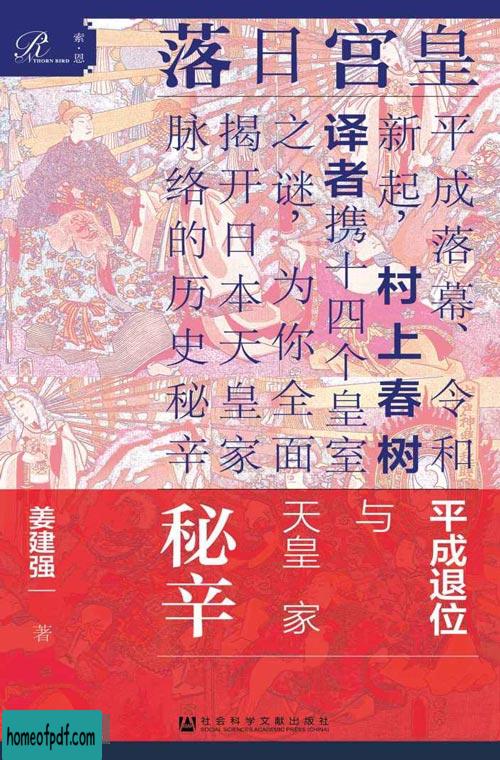 索·恩
THORN BIRD
皇宫日落
平成落幕、令和
新起，村上春树
译者携十四个皇室
之谜，为你全面
揭开日本天皇家
脉络的历史秘辛
平成退位
与
天皇家
秘辛
姜建强 著
社会科学文献出版社
SOCIAL SCIENCES ACADEMIC PRESS (CHINA)
homeofpdf.com